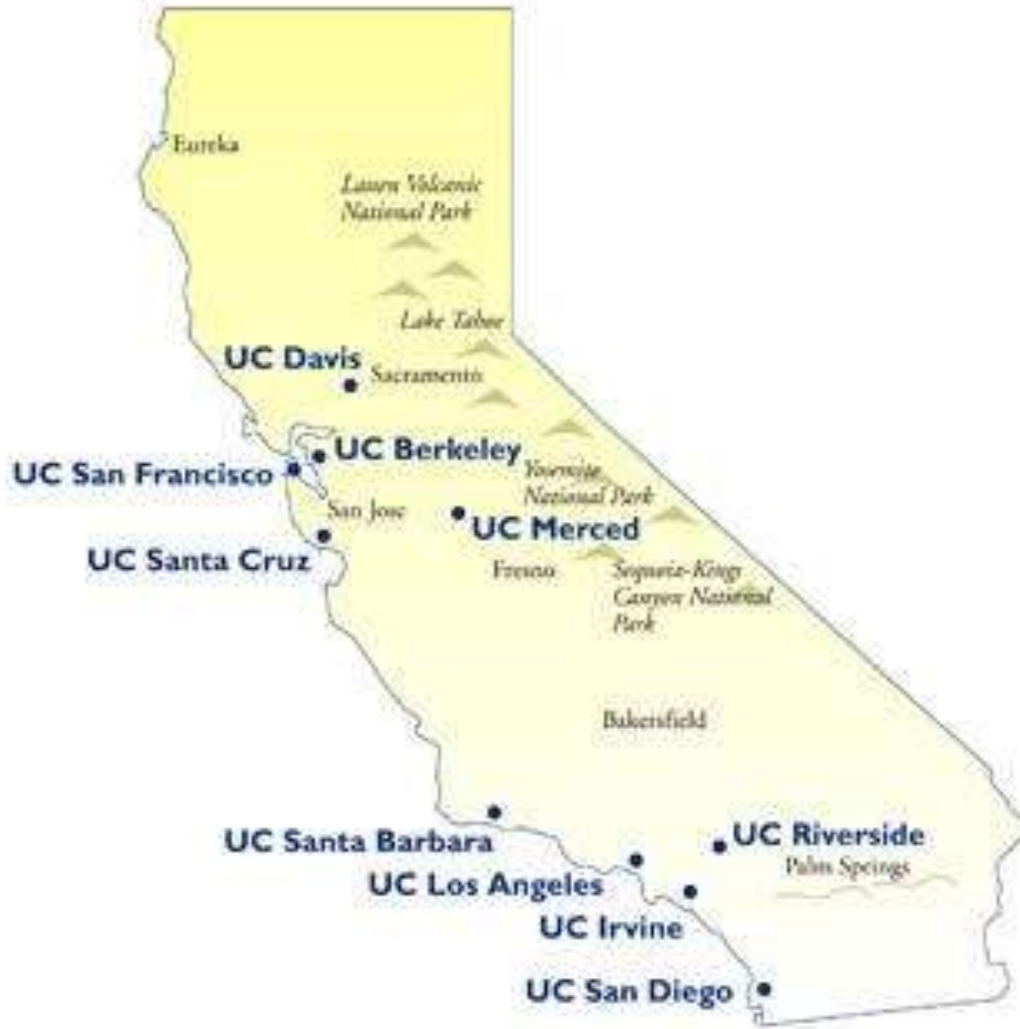 Eureka
Lassen Volcanic
National Park
Lake Tahoe
UC Davis
Sacramento
UC Berkeley
UC San Francisco
Yosemite
National Park
San Jose
UC Merced
UC Santa Cruz
Fresno
Sequoia-Kings
Canyon National
Park
Bakersfield
UC Santa Barbara
UC Riverside
Palm Springs
UC Los Angeles
UC Irvine
UC San Diego